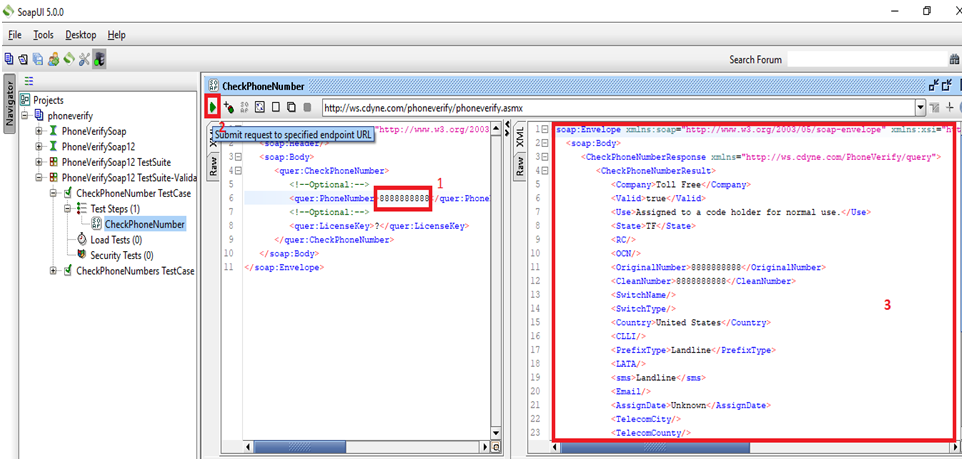 SoapUI 5.0.0
File Tools Desktop Help
Search Forum
Navigator
Projects
phoneverify
PhoneVerifySoap
PhoneVerifySoap12
PhoneVerifySoap12 TestSuite
PhoneVerifySoap12 TestSuite-Valida
CheckPhoneNumber TestCase
Test Steps (1)
CheckPhoneNumber
Load Tests (0)
Security Tests (0)
CheckPhoneNumbers TestCase
CheckPhoneNumber
http://ws.cdyne.com/phoneverify/phoneverify.asmx
2
Submit request to specified endpoint URL
Raw
"http://www.w3.org/2003
<soap:Header/>
3 <soap:Body>
4 <quer:CheckPhoneNumber>
5 <!--Optional:-->
1
6 <quer:PhoneNumber>8888888888</quer:Phone
7 <!--Optional:-->
8 <quer:LicenseKey>?</quer:LicenseKey>
9 </quer:CheckPhoneNumber>
10 </soap:Body>
11 </soap:Envelope>
XML
Raw
1 soap:Envelope xmlns:soap="http://www.w3.org/2003/05/soap-envelope" xmlns:xsi="ht
2 <soap:Body>
3 <CheckPhoneNumberResponse xmlns="http://ws.cdyne.com/PhoneVerify/query">
4 <CheckPhoneNumberResult>
5 <Company>Toll Free</Company>
6 <Valid>true</Valid>
7 <Use>Assigned to a code holder for normal use.</Use>
8 <State>TF</State>
9 <RC/>
10 <OCN/>
11 <OriginalNumber>8888888888</OriginalNumber>
12 <CleanNumber>8888888888</CleanNumber>
13 <SwitchName/>
3
14 <SwitchType/>
15 <Country>United States</Country>
16 <CLLI/>
17 <PrefixType>Landline</PrefixType>
18 <LATA/>
19 <sms>Landline</sms>
20 <Email/>
21 <AssignDate>Unknown</AssignDate>
22 <TelecomCity/>
23 <TelecomCounty/>